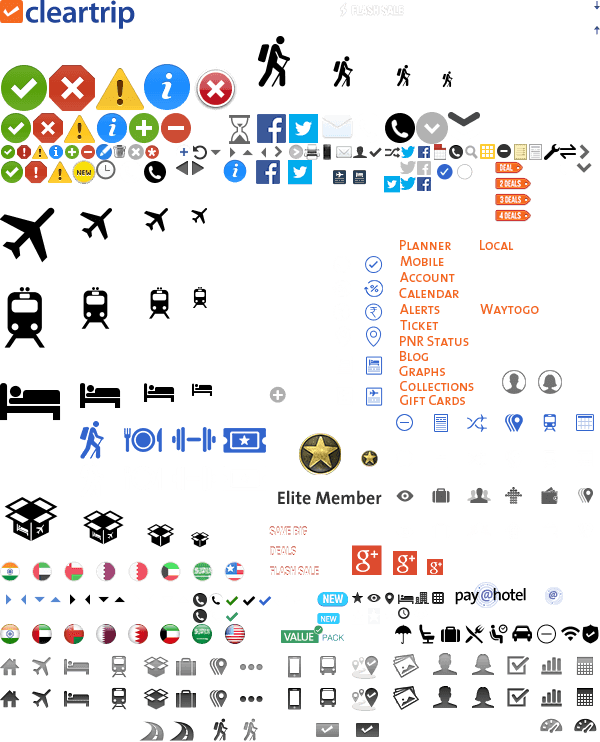 cleartrip
FLASH SALE
NEW
DEAL
2 DEALS
3 DEALS
4 DEALS
Planner
Local
Mobile
Account
Calendar
Alerts
Waytogo
Ticket
PNR Status
Blog
Graphs
Collections
Gift Cards
Elite Member
SAME BIG
DEALS
FLASH SALE
g+
g+
g+
NEW
pay@hotel
@
NEW
VALUE PACK